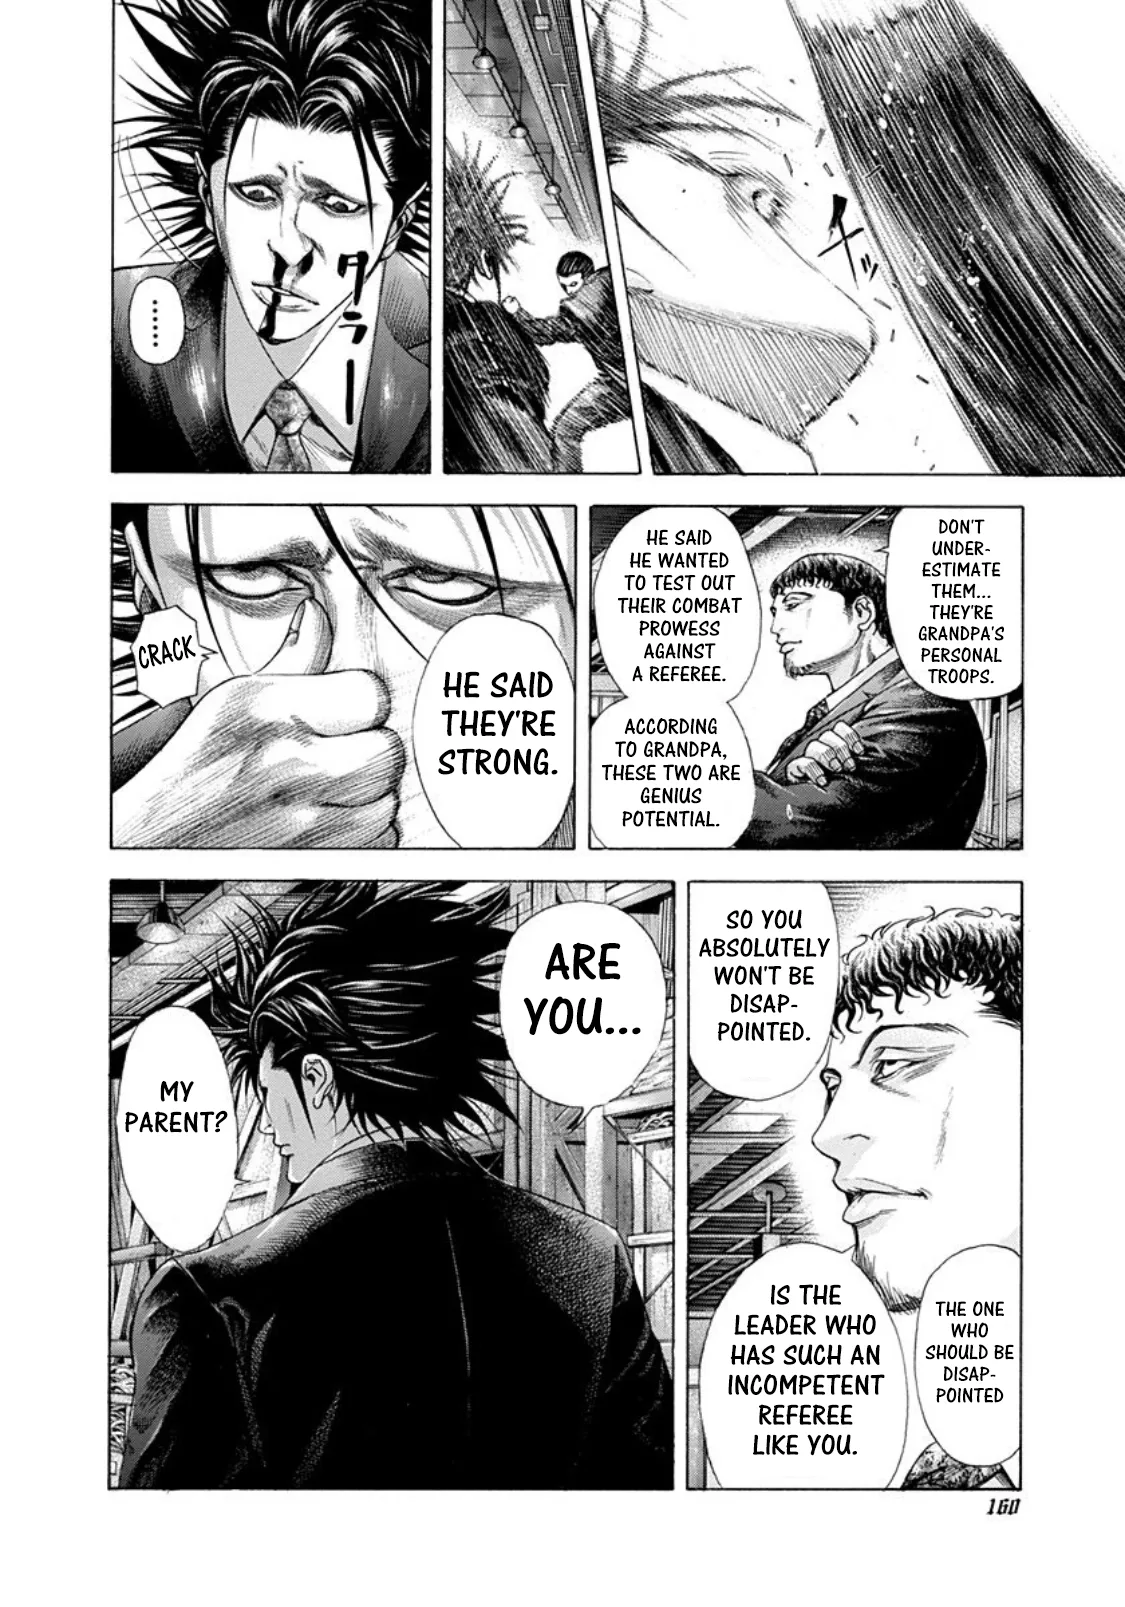 メギ
ダラー
……
DON'T
UNDER-
ESTIMATE
THEM...
THEY'RE
GRANDPA'S
PERSONAL
TROOPS.
HE SAID
HE WANTED
TO TEST OUT
THEIR COMBAT
PROWESS
AGAINST
A REFEREE.
ACCORDING
TO GRANDPA,
THESE TWO ARE
GENIUS
POTENTIAL.
HE SAID
THEY'RE
STRONG.
CRACK
SO YOU
ABSOLUTELY
WON'T BE
DISAP-
POINTED.
THE ONE
WHO
SHOULD BE
DISAP-
POINTED
IS THE
LEADER WHO
HAS SUCH AN
INCOMPETENT
REFEREE
LIKE YOU.
ARE
YOU...
MY
PARENT?
160